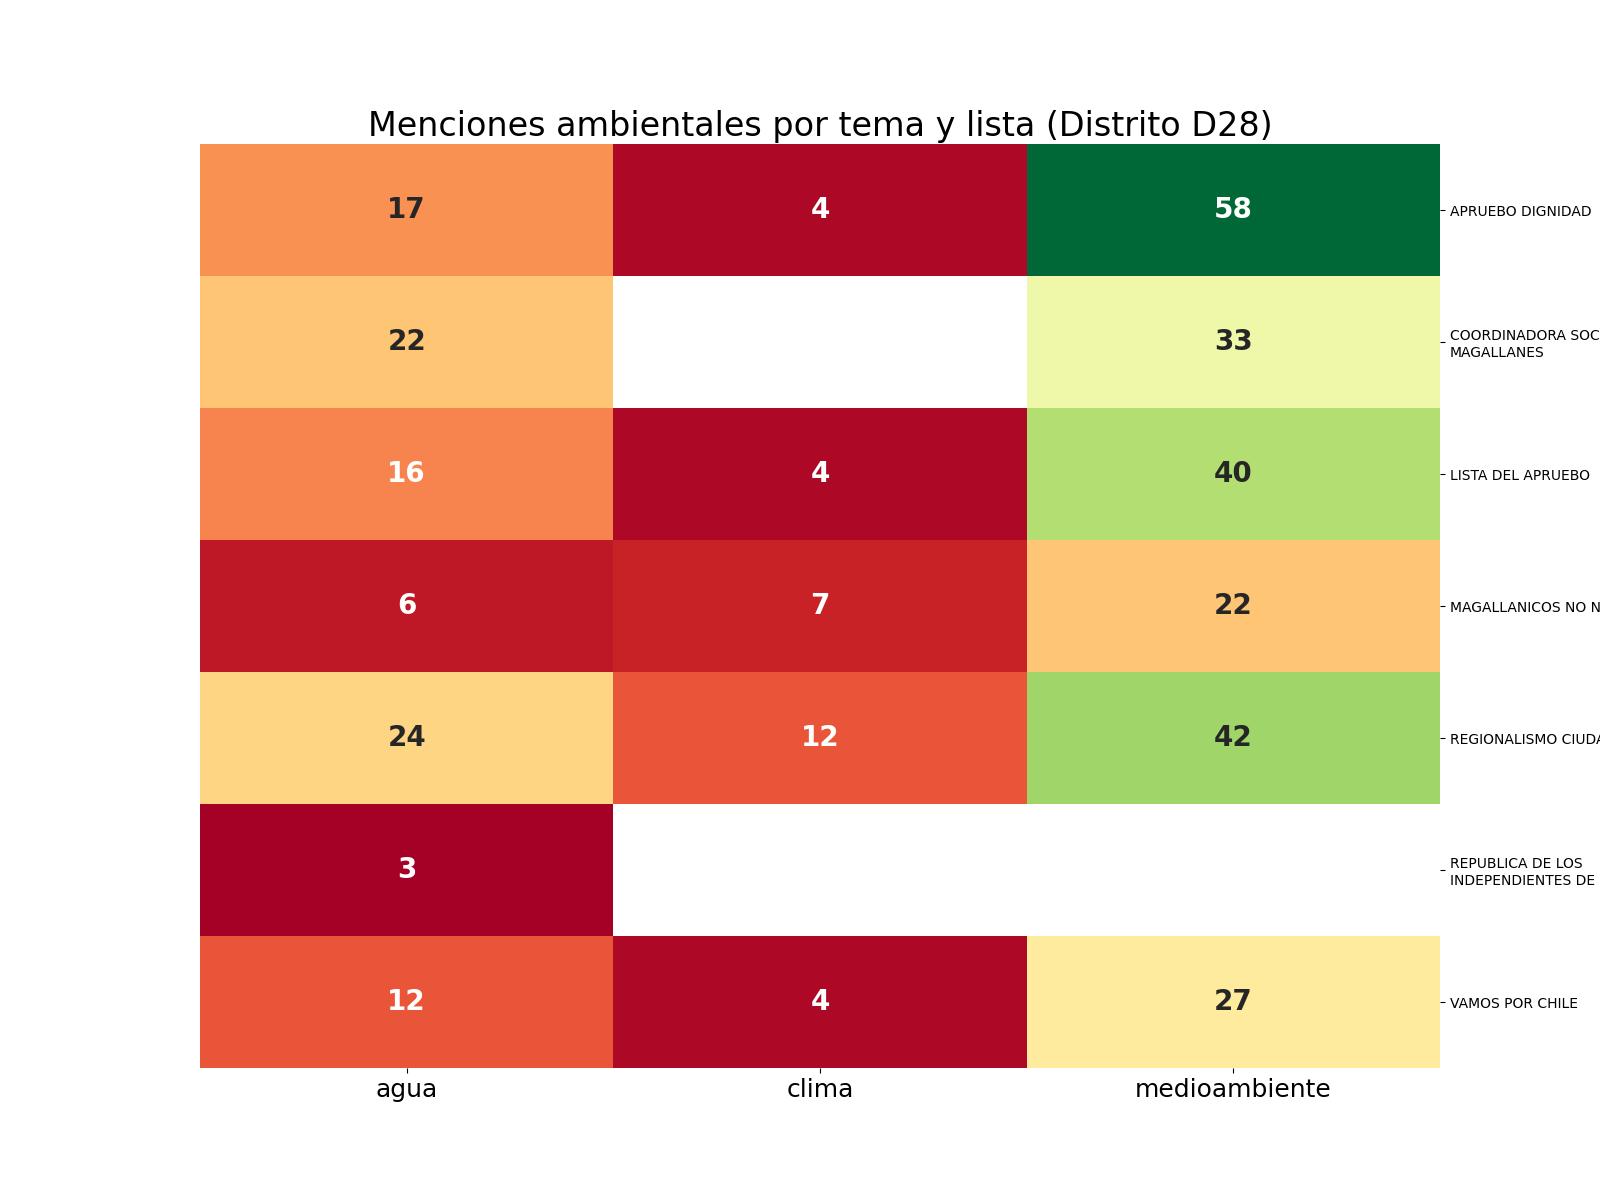 Menciones ambientales por tema y lista (Distrito D28)
17 4 58 APRUEBO DIGNIDAD
22 33 COORDINADORA SOC
MAGALLANES
16 4 40 LISTA DEL APRUEBO
6 7 22 MAGALLANICOS NO N
24 12 42 REGIONALISMO CIUDA
3 REPUBLICA DE LOS
INDEPENDIENTES DE
12 4 27 VAMOS POR CHILE
agua clima medioambiente